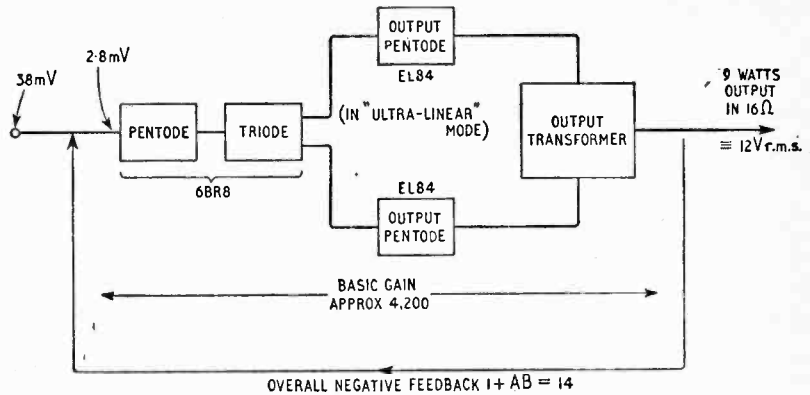 38mV
2·8mV
PENTODE
TRIODE
6BR8
OUTPUT
PENTODE
EL84
(IN "ULTRA-LINEAR"
MODE)
EL84
OUTPUT
PENTODE
OUTPUT
TRANSFORMER
9 WATTS
OUTPUT
IN 16Ω
≡ 12V r.m.s.
BASIC GAIN
APPROX 4,200
OVERALL NEGATIVE FEEDBACK 1 + AB = 14